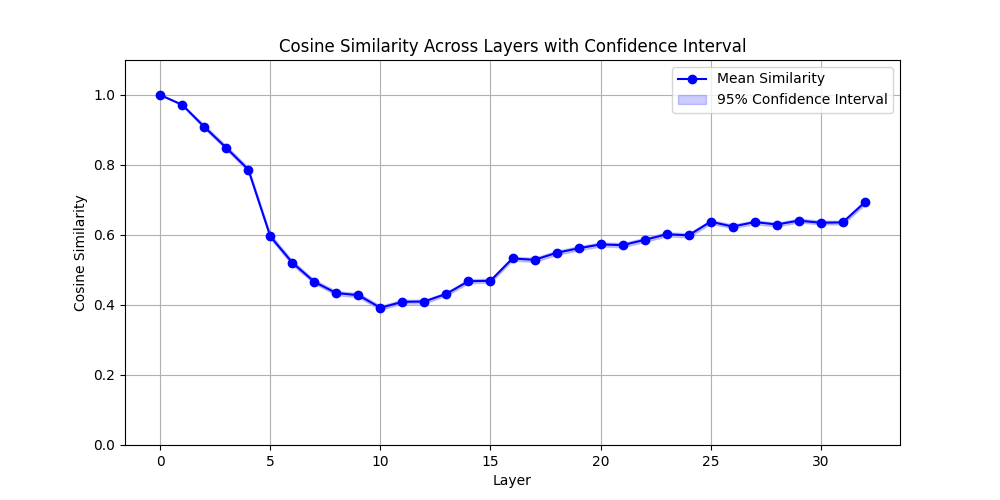 Cosine Similarity Across Layers with Confidence Interval
Mean Similarity
95% Confidence Interval
1.0
0.8
0.6
0.4
0.2
0.0
Cosine Similarity
0 5 10 15 20 25 30
Layer